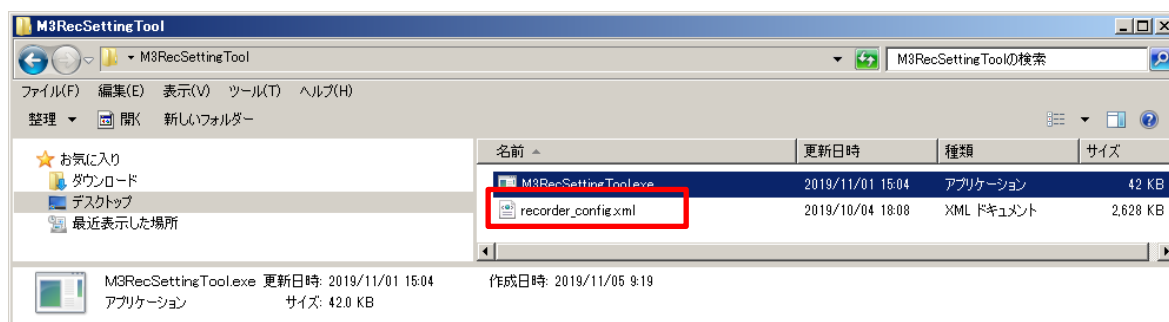 M3RecSettingTool
M3RecSettingTool
M3RecSettingToolの検索
ファイル(F) 編集(E) 表示(V) ツール(T) ヘルプ(H)
整理 開く 新しいフォルダー
お気に入り
ダウンロード
デスクトップ
最近表示した場所
名前 更新日時 種類 サイズ
M3RecSettingTool.exe 2019/11/01 15:04 アプリケーション 42 KB
recorder_config.xml 2019/10/04 18:08 XML ドキュメント 2,628 KB
M3RecSettingTool.exe 更新日時: 2019/11/01 15:04 作成日時: 2019/11/05 9:19
アプリケーション サイズ: 42.0 KB